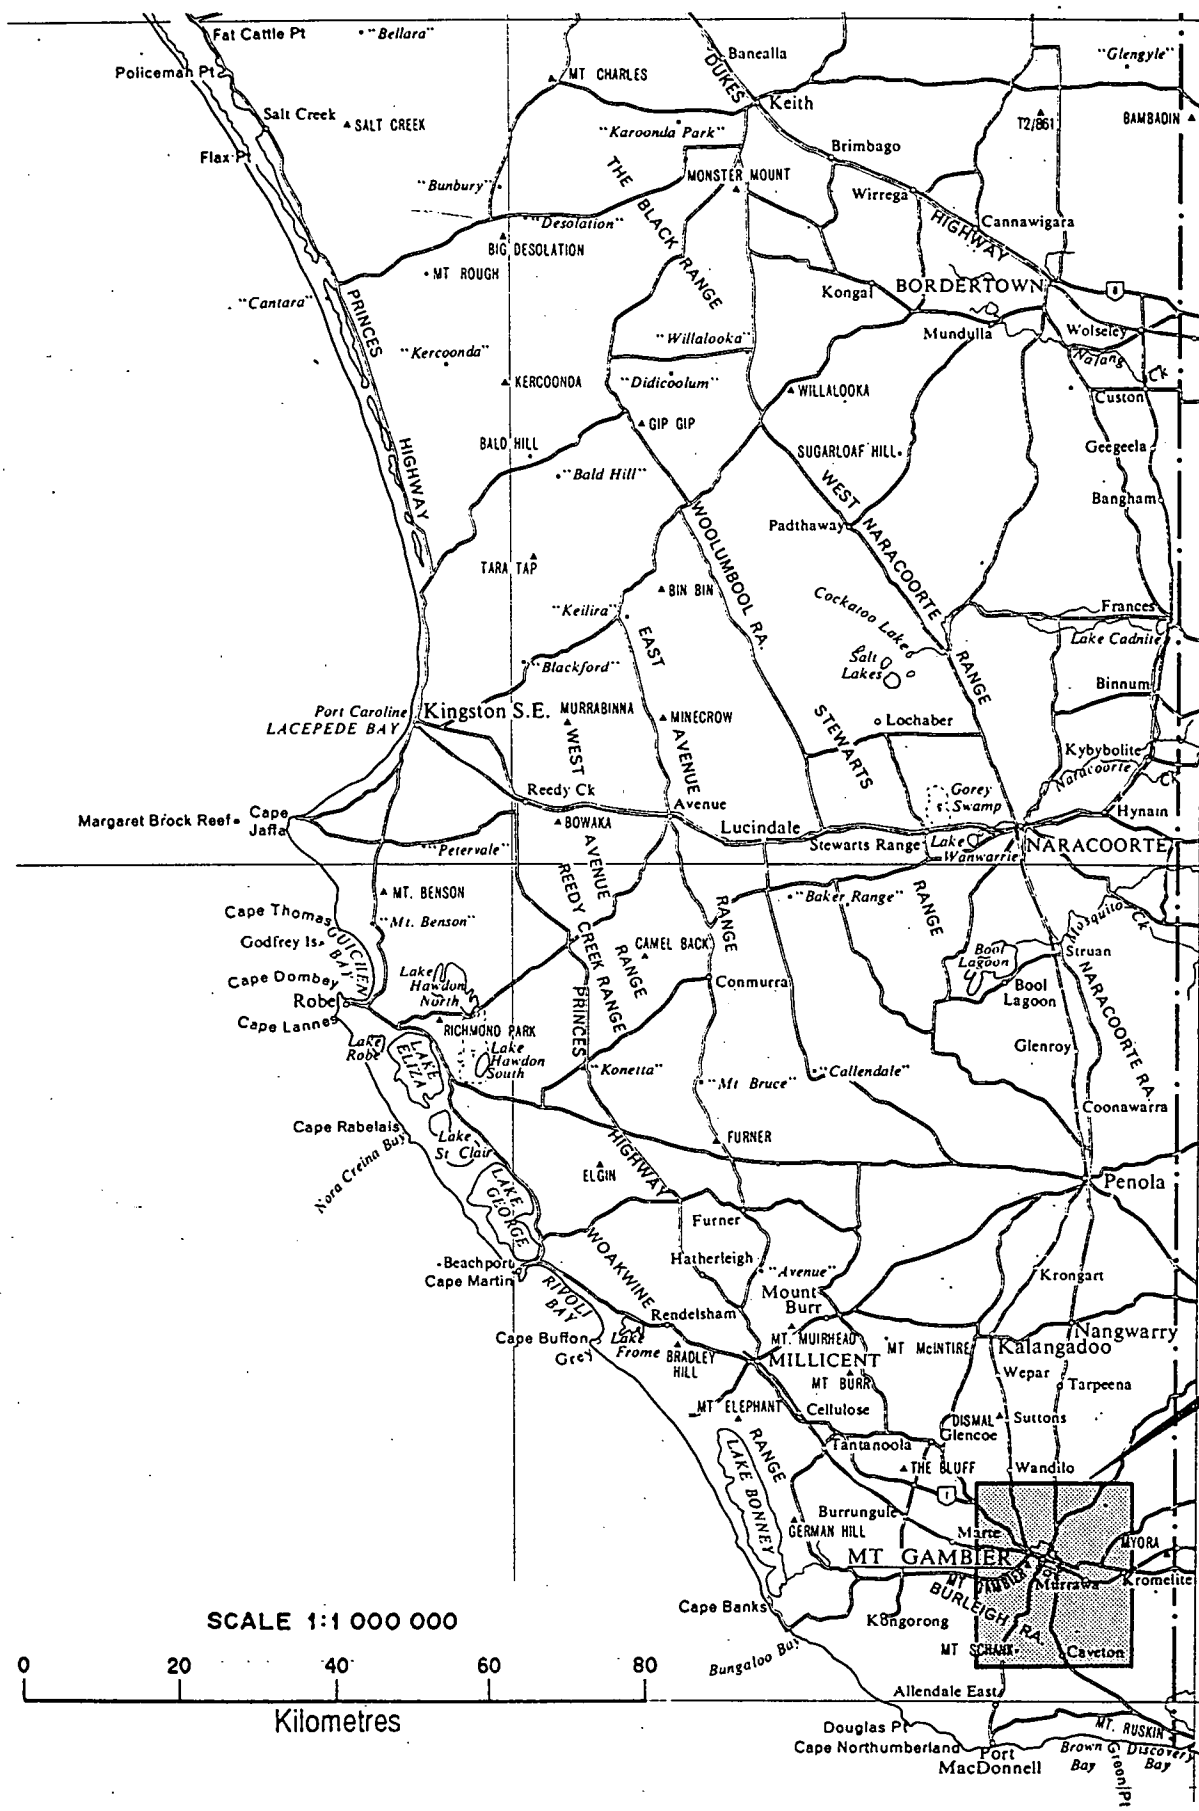 Fat Cattle Pt
"Bellara"
Banealla
"Glengyle"
Policeman Pt
MT CHARLES
DUKES
Keith
Salt Creek
SALT CREEK
"Karoonda Park"
T2/861
BAMBADIN
Flax Pt
THE BLACK RANGE
Brimbago
MONSTER MOUNT
"Bunbury"
Wirrega
"Desolation"
HIGHWAY
Cannawigara
BIG DESOLATION
MT ROUGH
"Cantara"
PRINCES
Kongal
BORDERTOWN
8
Mundulla
Wolseley
"Willalooka"
"Kercoonda"
Nalang Ck
KERCOONDA
"Didicoolum"
WILLALOOKA
Custon
GIP GIP
BALD HILL
HIGHWAY
SUGARLOAF HILL
Geegeela
"Bald Hill"
WEST NARACOORTE RANGE
Bangham
WOOLUMBOOL RA.
Padthaway
TARA TAP
BIN BIN
Cockatoo Lake
"Keilira"
Frances
EAST AVENUE
Lake Cadnite
"Blackford"
Salt
Lakes
Binnum
Port Caroline
Kingston S.E.
MURRABINNA
MINECROW
LACEPEDE BAY
Lochaber
WEST
STEWARTS
Kybybolite
Naracoorte Ck
Reedy Ck
Avenue
Gorey
Swamp
Hynam
Cape
Jaffa
Margaret Brock Reef
BOWAKA
Lucindale
Stewarts Range
Lake
Wanwarrie
NARACOORTE
"Petervale"
AVENUE
REEDY CREEK RANGE
MT. BENSON
"Baker Range"
RANGE
RANGE
Cape Thomas
"Mt. Benson"
GUICHEN
BAY
Godfrey Is.
CAMEL BACK
RANGE
Mosquito Ck
Struan
Bool
Lagoon
Cape Dombey
Lake
Hawdon
North
Conmurra
Bool
Lagoon
Robe
PRINCES
NARACOORTE RA.
Cape Lannes
RICHMOND PARK
Lake
Robe
LAKE
ELIZA
Lake
Hawdon
South
Glenroy
"Konetta"
"Mt Bruce"
"Callendale"
Coonawarra
Cape Rabelais
Lake
St Clair
HIGHWAY
FURNER
Nora Creina Bay
ELGIN
LAKE
GEORGE
Penola
Furner
WOAKWINE
Hatherleigh
"Avenue"
Beachport
Cape Martin
RIVOLI
BAY
Mount
Burr
Krongart
Rendelsham
Cape Buffon
Grey
Lake
Frome
MT. MUIRHEAD
MT McINTIRE
Nangwarry
Kalangadoo
BRADLEY
HILL
MILLICENT
MT BURR
Wepar
Tarpeena
MT ELEPHANT
Cellulose
DISMAL
Suttons
RANGE
Glencoe
Tantanoola
LAKE BONNEY
THE BLUFF
Wandilo
1
Burrungule
GERMAN HILL
Marte
MYORA
MT GAMBIER
MT GAMBIER
Murrawa
Kromelite
BURLEIGH RA.
Cape Banks
Kongorong
SCALE 1:1 000 000
MT SCHANK
Caveton
Bungaloo Bay
0 20 40 60 80
Kilometres
Allendale East
Douglas Pt
MT. RUSKIN
Cape Northumberland
Port
MacDonnell
Brown
Bay
Green Pt
Discovery
Bay